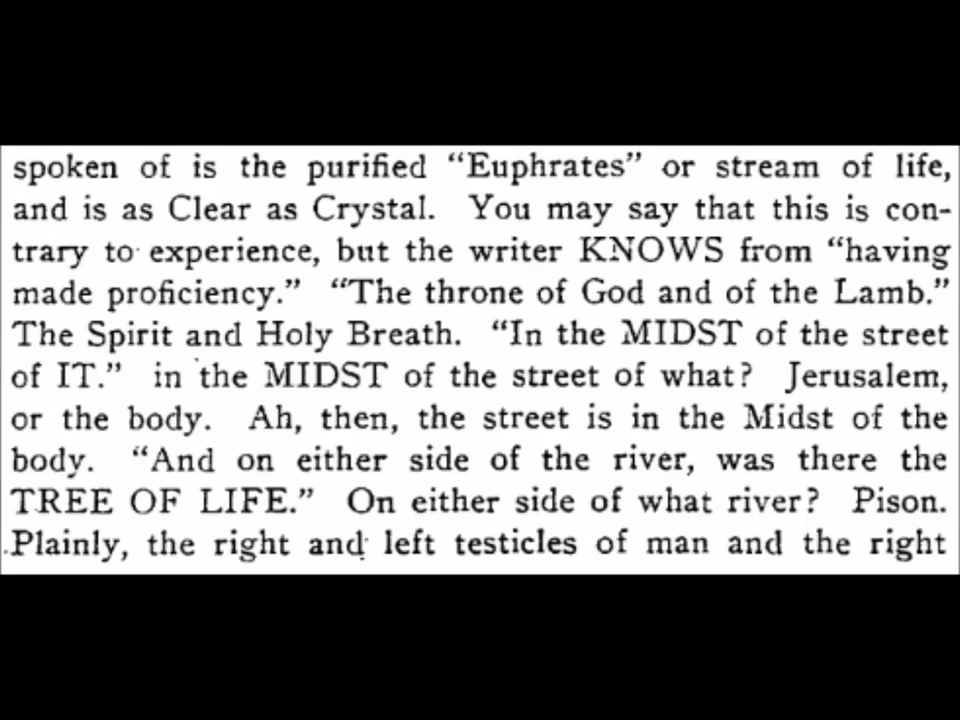 spoken of is the purified “Euphrates” or stream of life,
and is as Clear as Crystal. You may say that this is con-
trary to experience, but the writer KNOWS from “having
made proficiency.” “The throne of God and of the Lamb.”
The Spirit and Holy Breath. “In the MIDST of the street
of IT.” in the MIDST of the street of what? Jerusalem,
or the body. Ah, then, the street is in the Midst of the
body. “And on either side of the river, was there the
TREE OF LIFE.” On either side of what river? Pison.
Plainly, the right and left testicles of man and the right